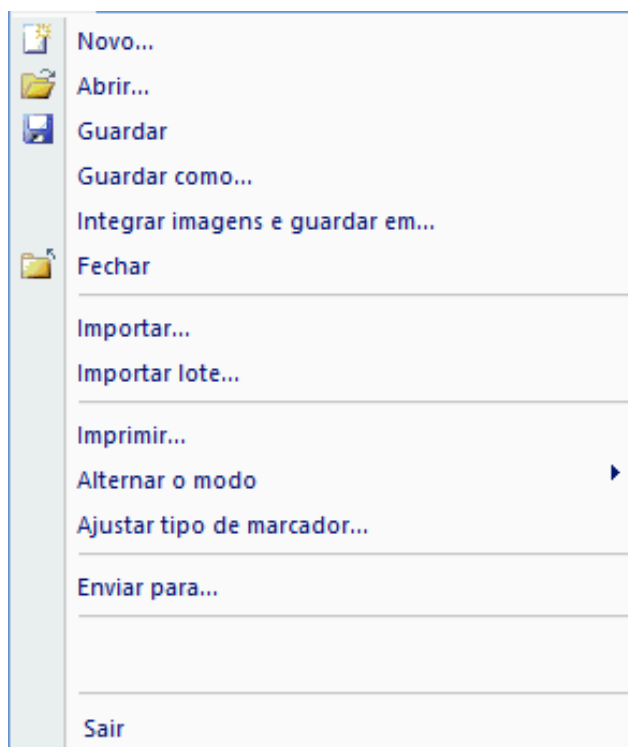 Novo...
Abrir...
Guardar
Guardar como...
Integrar imagens e guardar em...
Fechar
Importar...
Importar lote...
Imprimir...
Alternar o modo
Ajustar tipo de marcador...
Enviar para...
Sair